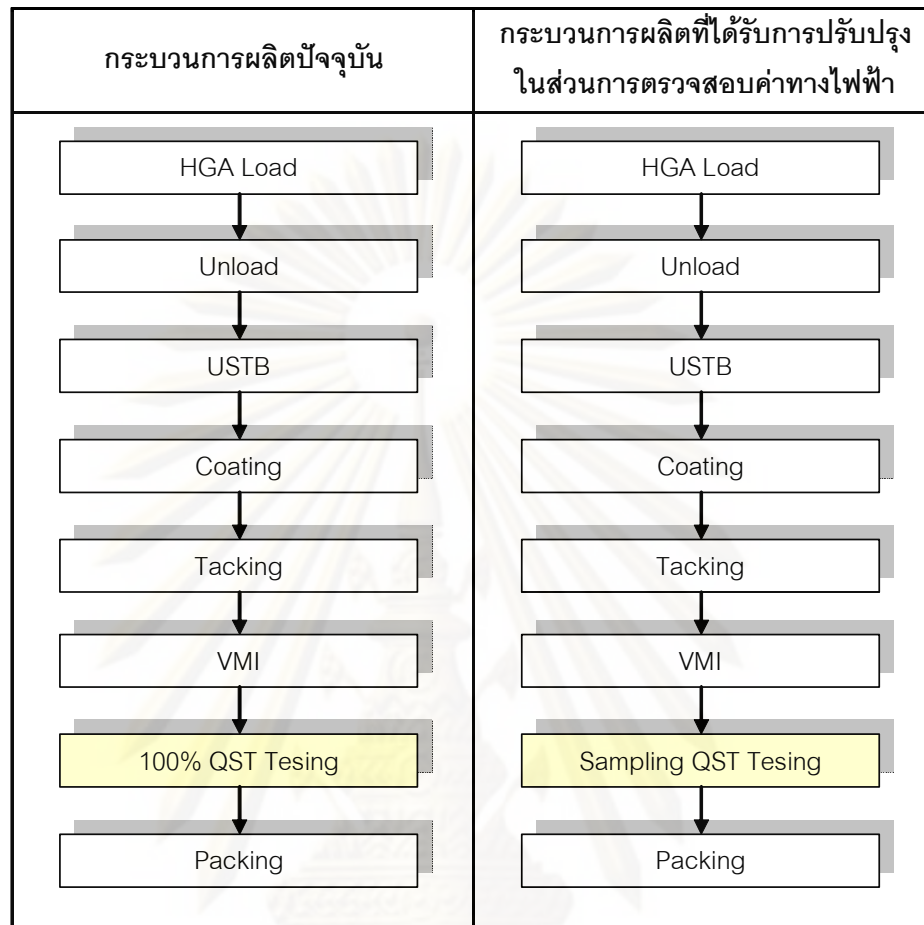 กระบวนการผลิตปัจจุบัน
กระบวนการผลิตที่ได้รับการปรับปรุง
ในส่วนการตรวจสอบค่าทางไฟฟ้า
HGA Load
Unload
USTB
Coating
Tacking
VMI
100% QST Tesing
Packing
HGA Load
Unload
USTB
Coating
Tacking
VMI
Sampling QST Tesing
Packing